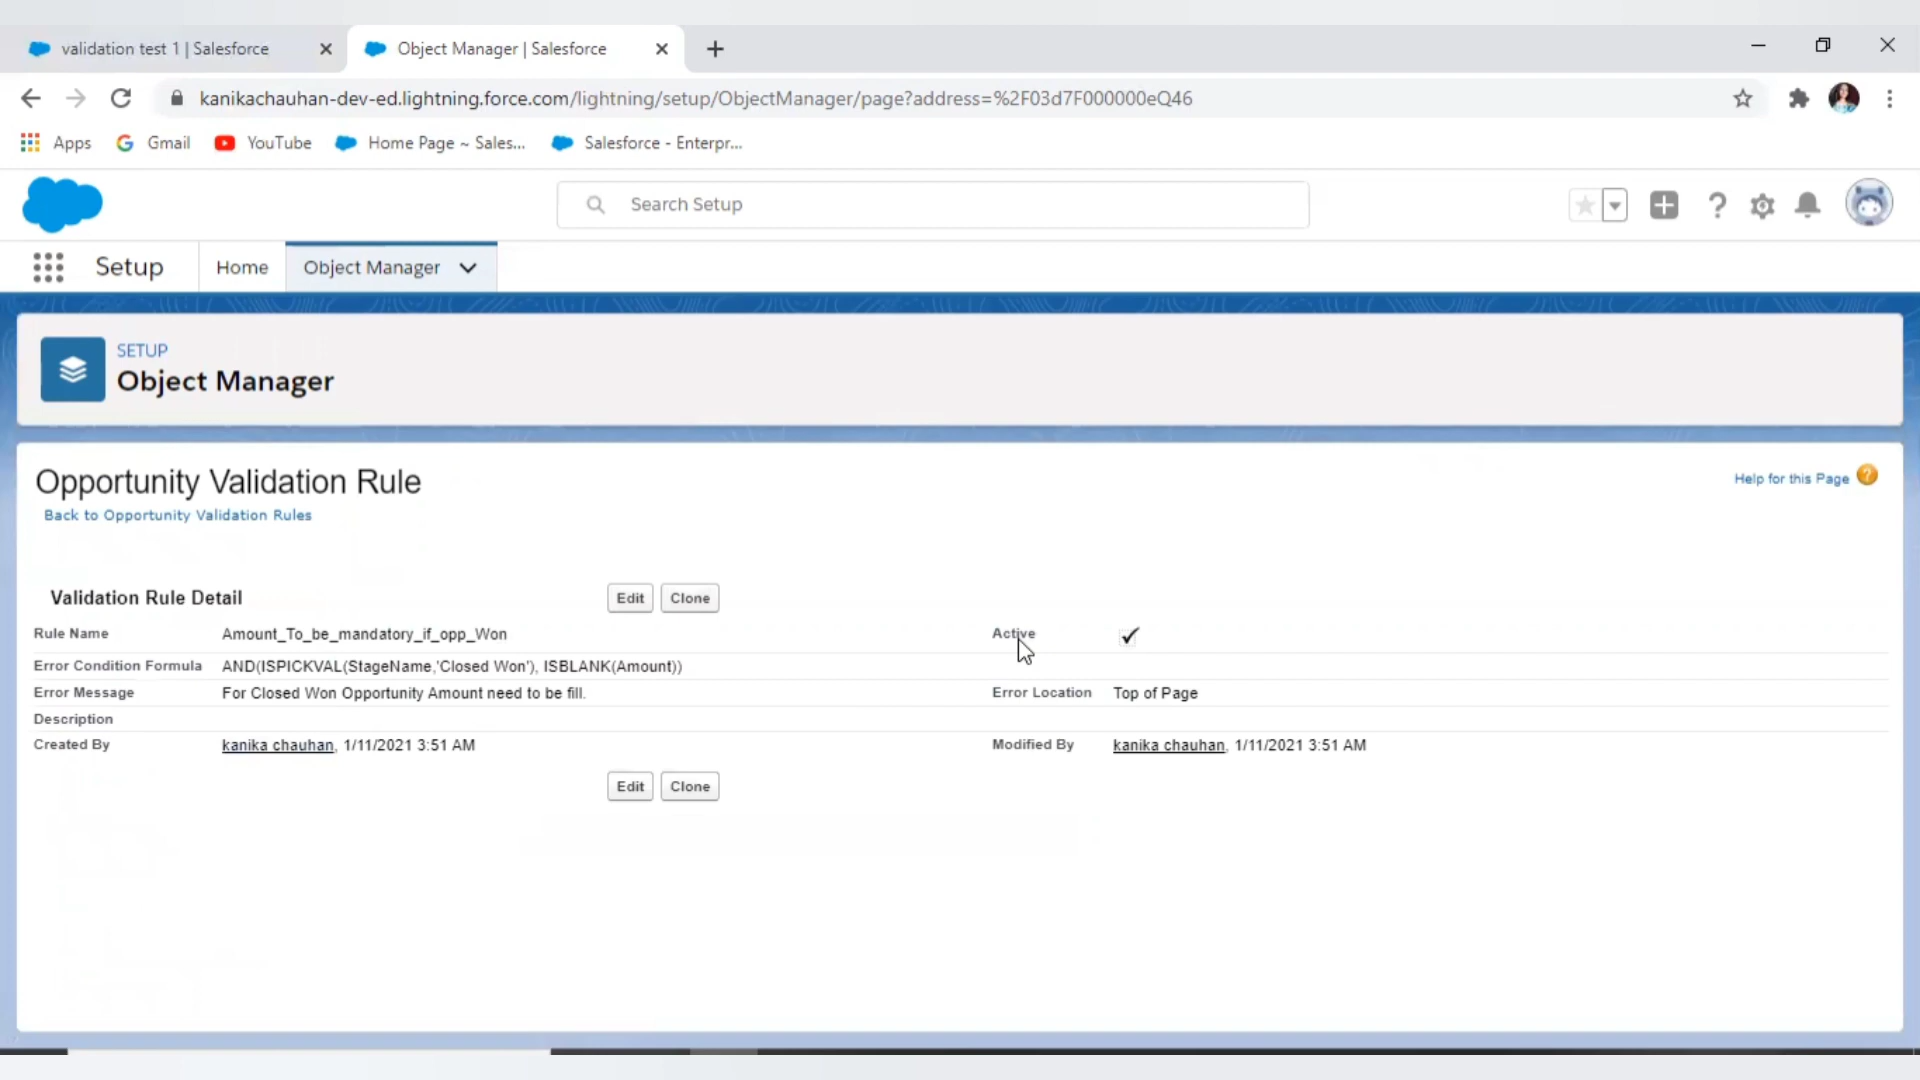 validation test 1 | Salesforce
Object Manager | Salesforce
kanikachauhan-dev-ed.lightning.force.com/lightning/setup/ObjectManager/page?address=%2F03d7F000000eQ46
Apps
Gmail
YouTube
Home Page ~ Sales...
Salesforce - Enterpr...
Search Setup
Setup
Home
Object Manager
SETUP
Object Manager
Opportunity Validation Rule
Help for this Page
Back to Opportunity Validation Rules
Validation Rule Detail
Edit
Clone
Rule Name
Amount_To_be_mandatory_if_opp_Won
Active
Error Condition Formula
AND(ISPICKVAL(StageName,'Closed Won'), ISBLANK(Amount))
Error Message
For Closed Won Opportunity Amount need to be fill.
Error Location
Top of Page
Description
Created By
kanika chauhan, 1/11/2021 3:51 AM
Modified By
kanika chauhan, 1/11/2021 3:51 AM
Edit
Clone